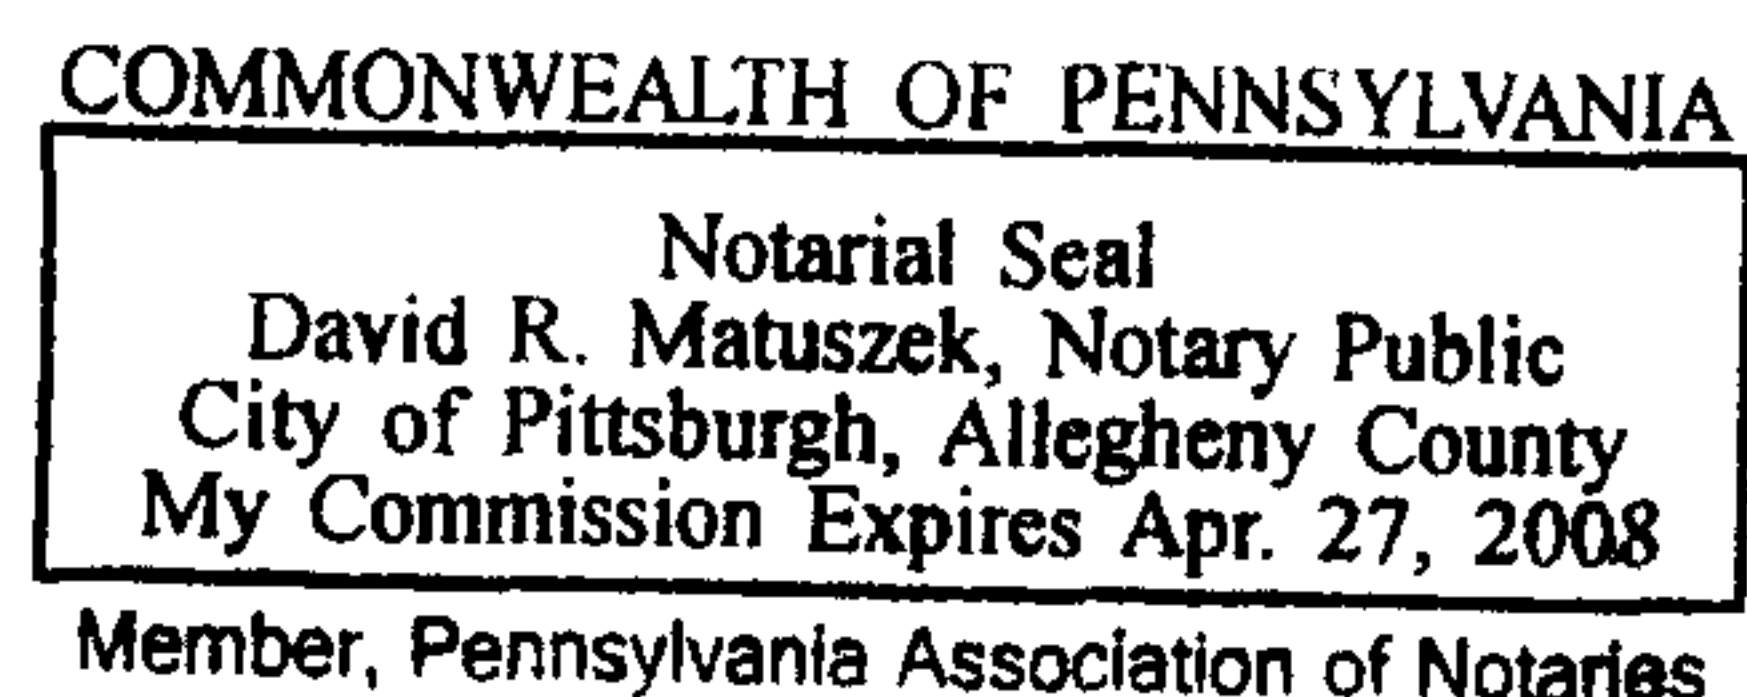 COMMONWEALTH OF PENNSYLVANIA
Notarial Seal
David R. Matuszek, Notary Public
City of Pittsburgh, Allegheny County
My Commission Expires Apr. 27, 2008
Member, Pennsylvania Association of Notaries